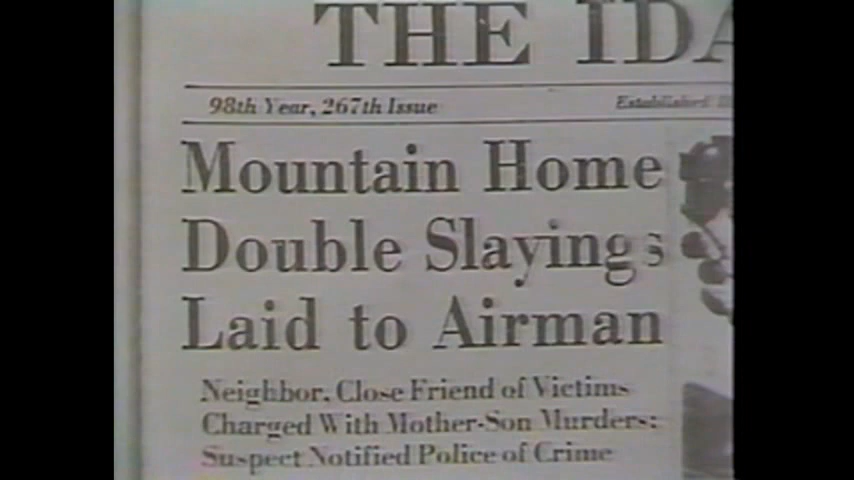 THE IDA
98th Year, 267th Issue
Established
Mountain Home
Double Slayings
Laid to Airman
Neighbor, Close Friend of Victims
Charged With Mother-Son Murders;
Suspect Notified Police of Crime